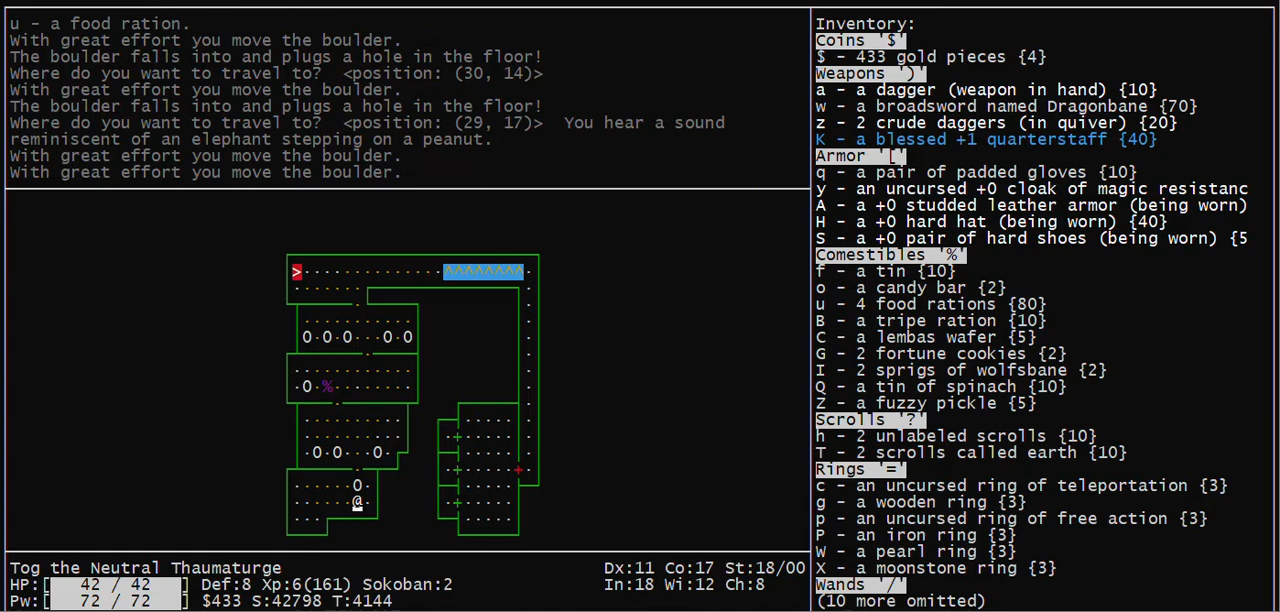 u - a food ration.
With great effort you move the boulder.
The boulder falls into and plugs a hole in the floor!
Where do you want to travel to?  <position: (30, 14)>
With great effort you move the boulder.
The boulder falls into and plugs a hole in the floor!
Where do you want to travel to?  <position: (29, 17)>  You hear a sound
reminiscent of an elephant stepping on a peanut.
With great effort you move the boulder.
With great effort you move the boulder.
>·············^^^^^^^^·
·······.
··········
0·0·0··0·0
··········
·0·%·······
··········
··········
·0·0··0·
······0
······@·
···
+·····
+·····+·
+·····
·····
Tog the Neutral Thaumaturge Dx:11 Co:17 St:18/00
HP:[ 42 / 42 ] Def:8 Xp:6(161) Sokoban:2 In:18 Wi:12 Ch:8
Pw:[ 72 / 72 ] $433 S:42798 T:4144
Inventory:
Coins '$'
$ - 433 gold pieces {4}
Weapons ')'
a - a dagger (weapon in hand) {10}
w - a broadsword named Dragonbane {70}
z - 2 crude daggers (in quiver) {20}
K - a blessed +1 quarterstaff {40}
Armor '['
q - a pair of padded gloves {10}
y - an uncursed +0 cloak of magic resistanc
A - a +0 studded leather armor (being worn)
H - a +0 hard hat (being worn) {40}
S - a +0 pair of hard shoes (being worn) {5
Comestibles '%'
f - a tin {10}
o - a candy bar {2}
u - 4 food rations {80}
B - a tripe ration {10}
C - a lembas wafer {5}
G - 2 fortune cookies {2}
I - 2 sprigs of wolfsbane {2}
Q - a tin of spinach {10}
Z - a fuzzy pickle {5}
Scrolls '?'
h - 2 unlabeled scrolls {10}
T - 2 scrolls called earth {10}
Rings '='
c - an uncursed ring of teleportation {3}
g - a wooden ring {3}
p - an uncursed ring of free action {3}
P - an iron ring {3}
W - a pearl ring {3}
X - a moonstone ring {3}
Wands '/'
(10 more omitted)